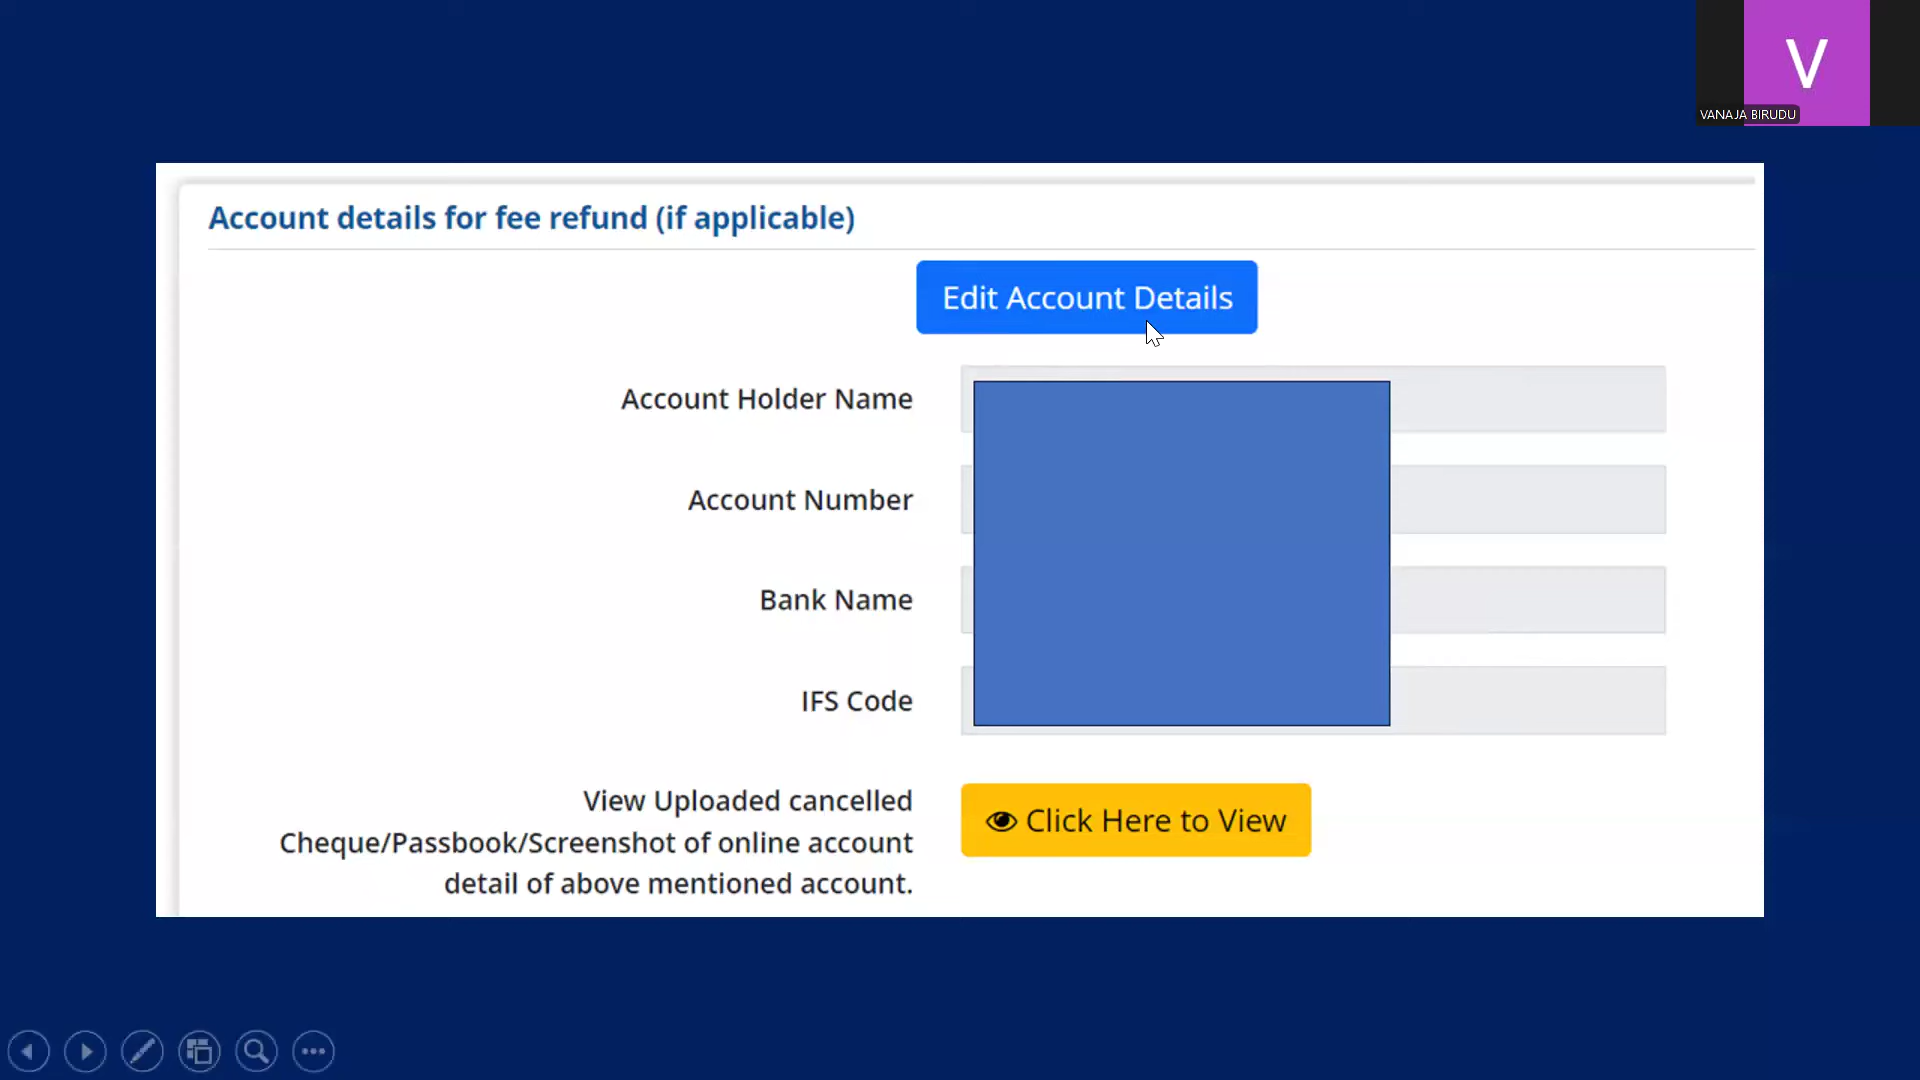 V
VANAJA BIRUDU
Account details for fee refund (if applicable)
Edit Account Details
Account Holder Name
Account Number
Bank Name
IFS Code
View Uploaded cancelled
Cheque/Passbook/Screenshot of online account
detail of above mentioned account.
Click Here to View